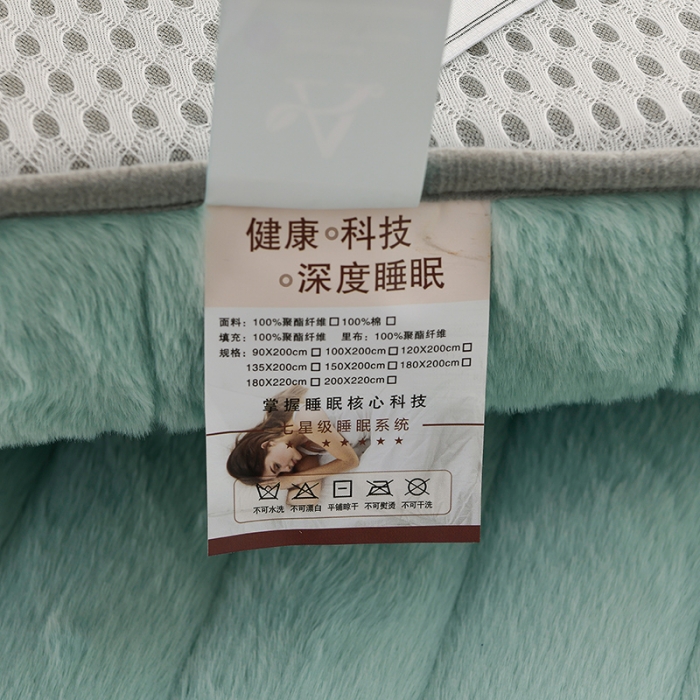 健康○科技
○深度睡眠
面料：100%聚酯纤维□100%棉□
填充：100%聚酯纤维 里布：100%聚酯纤维
规格：90X200cm□ 100X200cm□120X200cm□
135X200cm□ 150X200cm□ 180X200cm□
180X220cm□ 200X220cm□
掌握睡眠核心科技
七星级睡眠系统
不可水洗 不可漂白 平铺晾干 不可熨烫 不可干洗